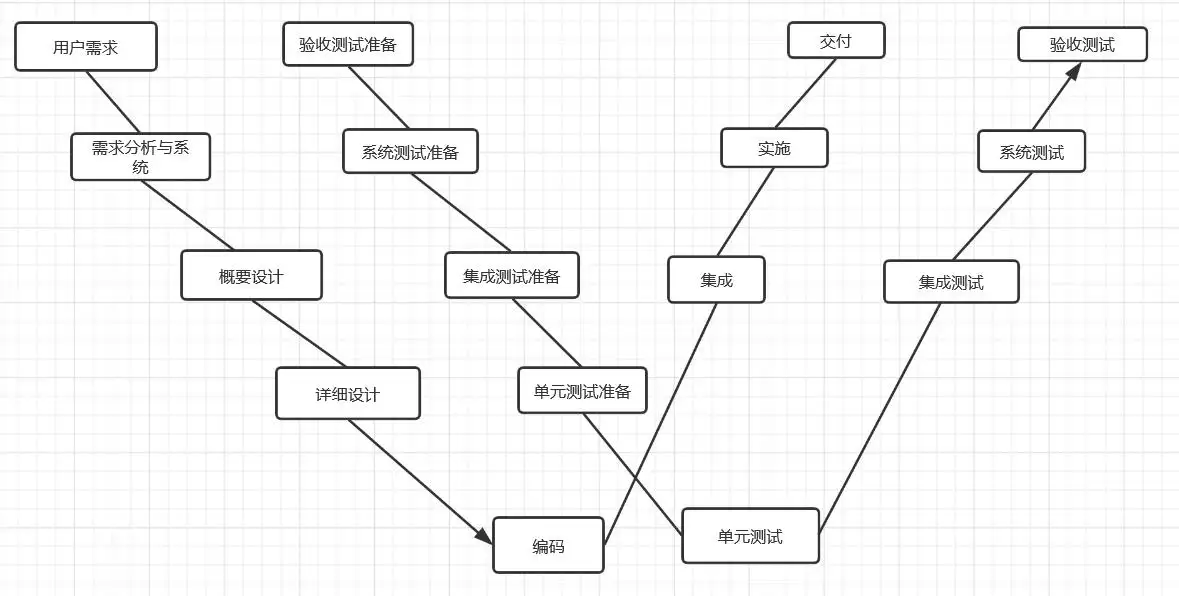 用户需求
验收测试准备
交付
验收测试
需求分析与系
统
系统测试准备
实施
系统测试
概要设计
集成测试准备
集成
集成测试
详细设计
单元测试准备
编码
单元测试